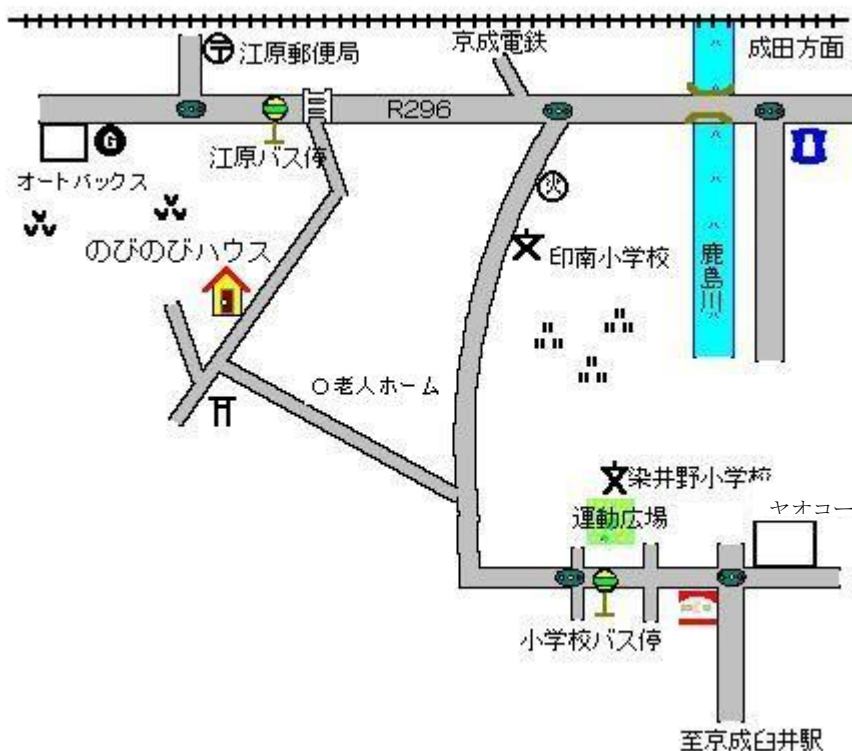 京成電鉄
成田方面
〒
江原郵便局
R296
江原バス停
G
オートバックス
火
文
印南小学校
鹿島川
のびのびハウス
○老人ホーム
文
染井野小学校
運動広場
ヤオコー
小学校バス停
至京成臼井駅